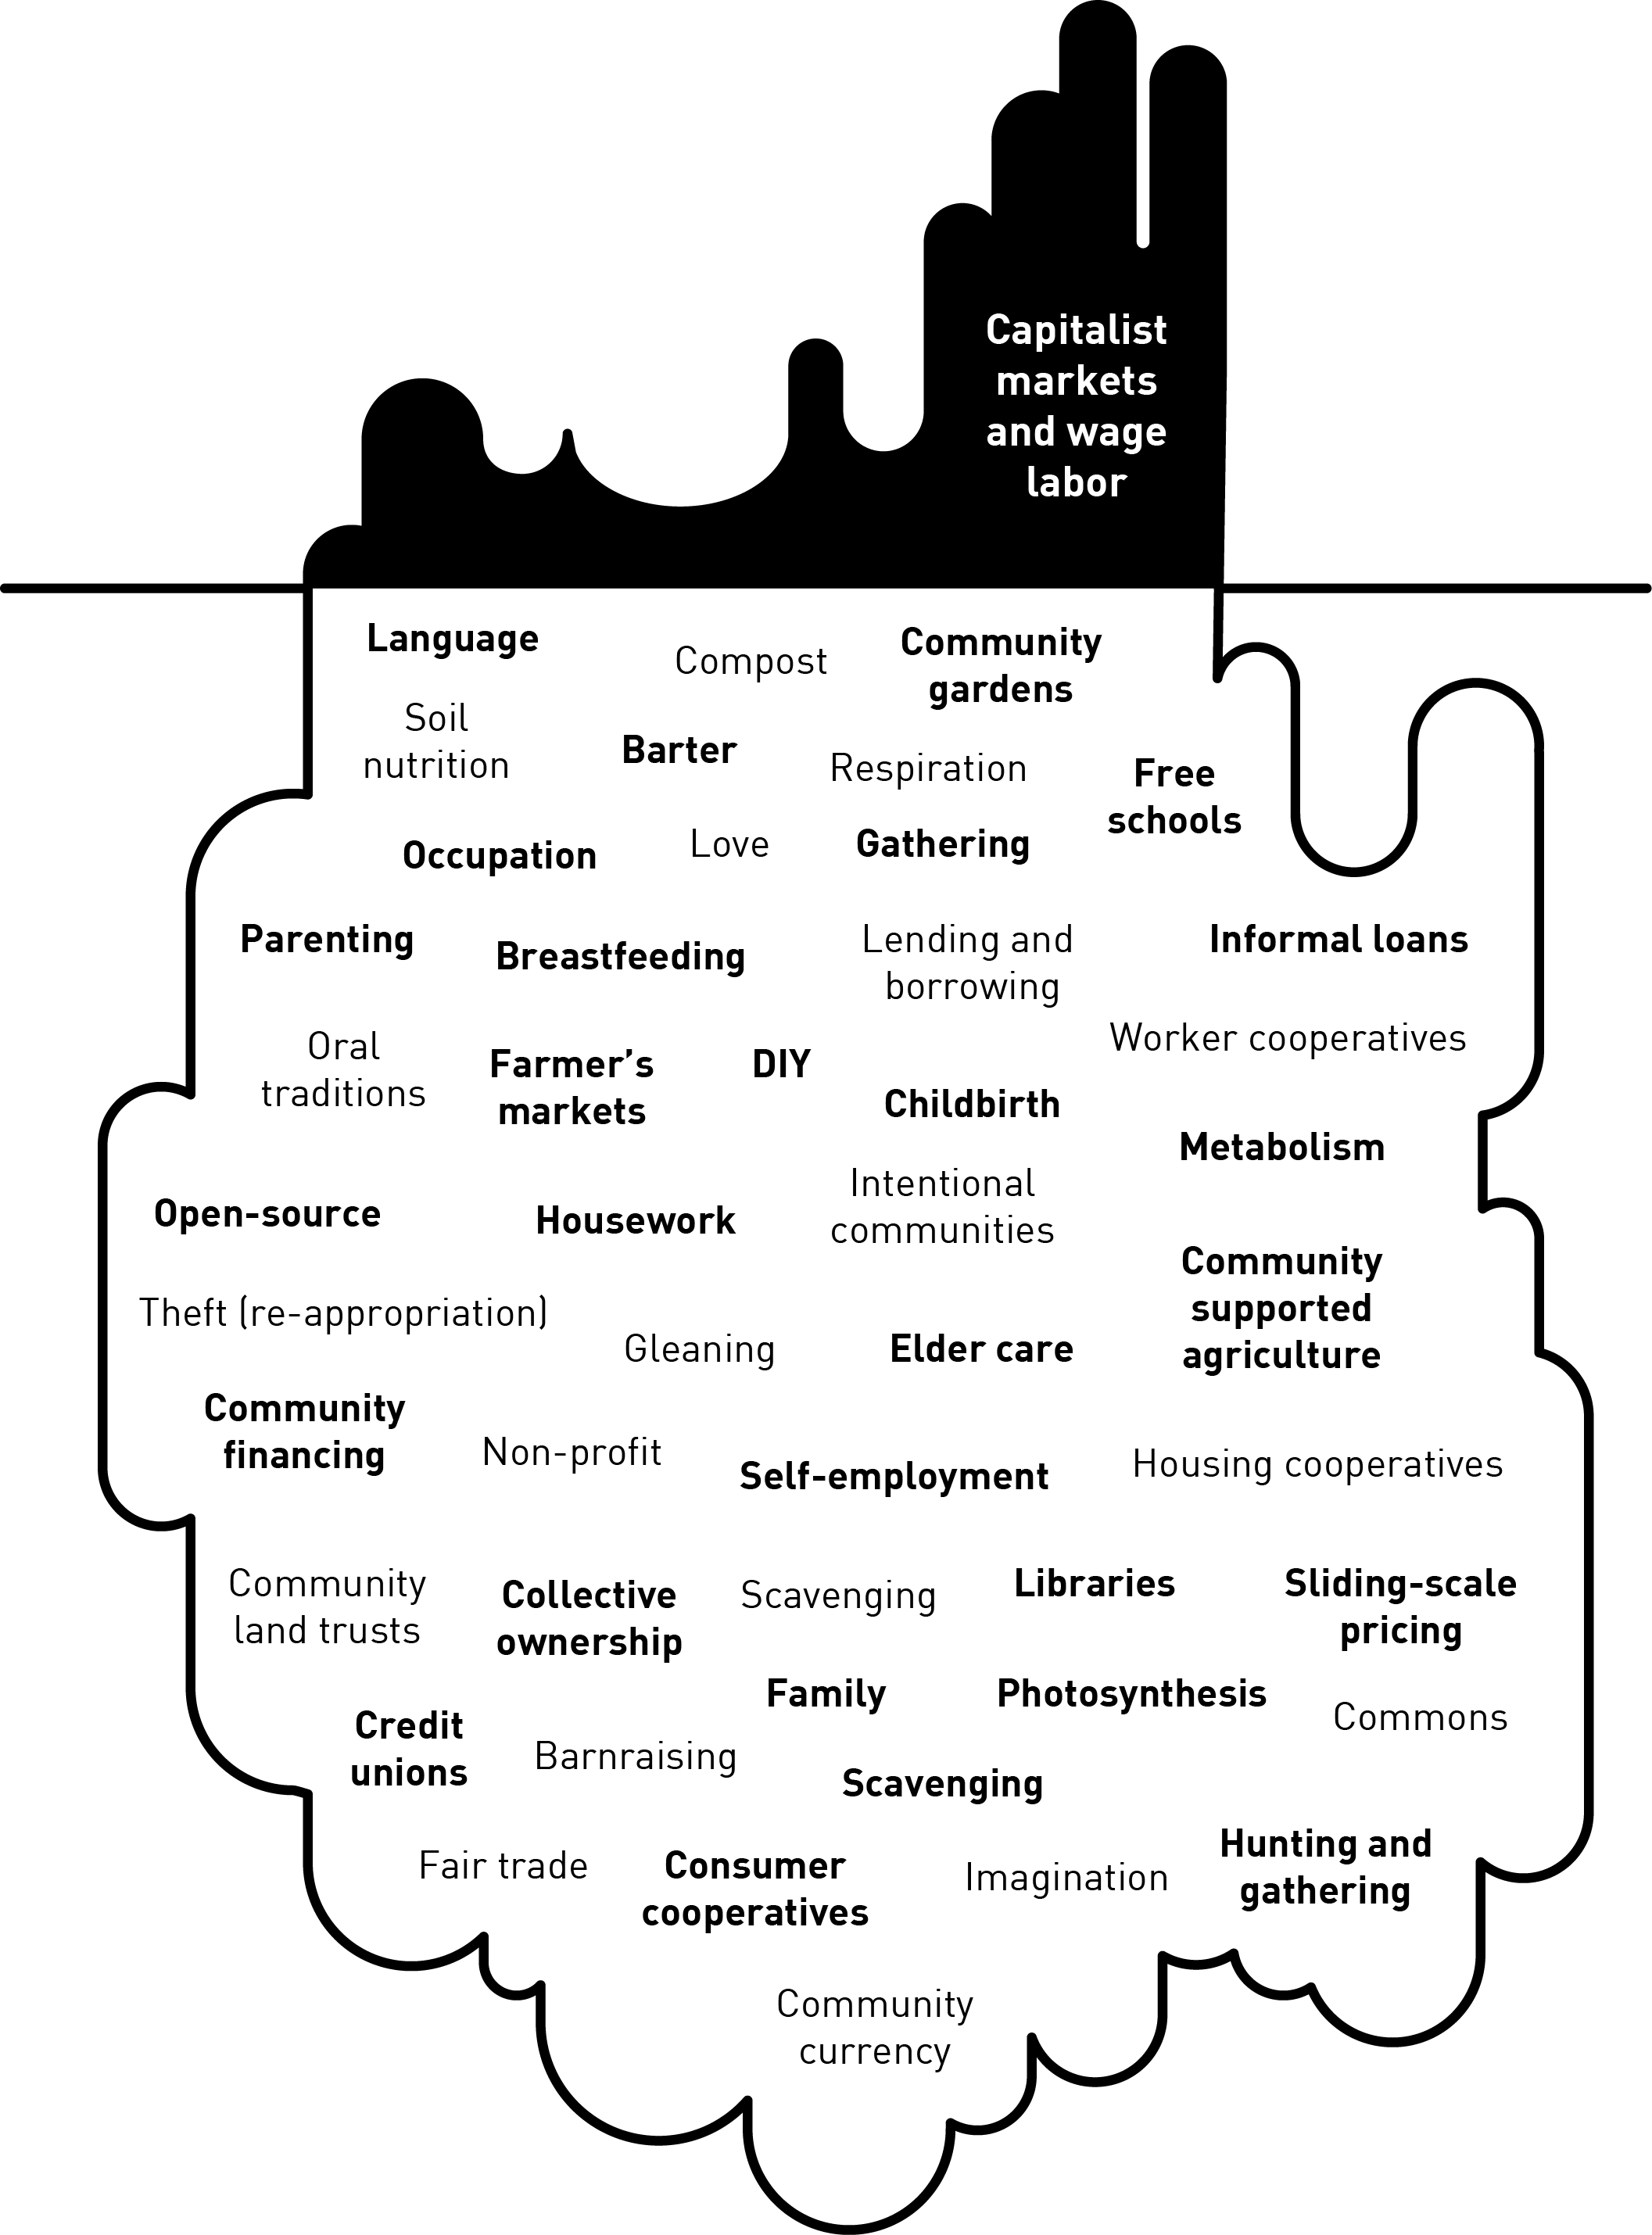 Capitalist
markets
and wage
labor
Language
Compost
Community
gardens
Soil
nutrition
Barter
Respiration
Free
schools
Occupation
Love
Gathering
Parenting
Breastfeeding
Lending and
borrowing
Informal loans
Oral
traditions
Farmer’s
markets
DIY
Childbirth
Worker cooperatives
Metabolism
Open-source
Housework
Intentional
communities
Community
supported
agriculture
Theft (re-appropriation)
Gleaning
Elder care
Community
financing
Non-profit
Self-employment
Housing cooperatives
Community
land trusts
Collective
ownership
Scavenging
Libraries
Sliding-scale
pricing
Family
Photosynthesis
Commons
Credit
unions
Barnraising
Scavenging
Hunting and
gathering
Fair trade
Consumer
cooperatives
Imagination
Community
currency